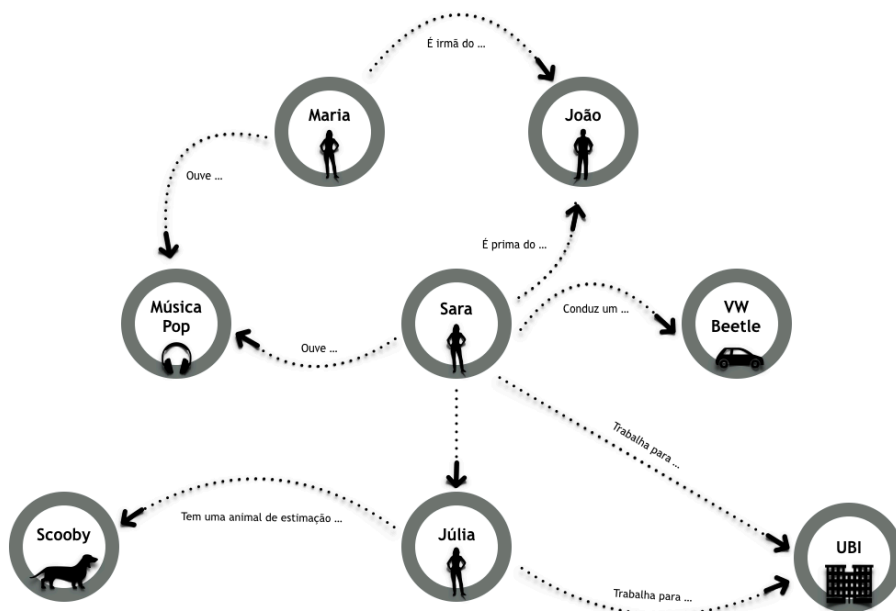 É irmã do ...
Maria
João
Ouve ...
É prima do ...
Música
Pop
Sara
Conduz um ...
VW
Beetle
Ouve ...
Trabalha para ...
Tem uma animal de estimação ...
Scooby
Júlia
UBI
Trabalha para ...